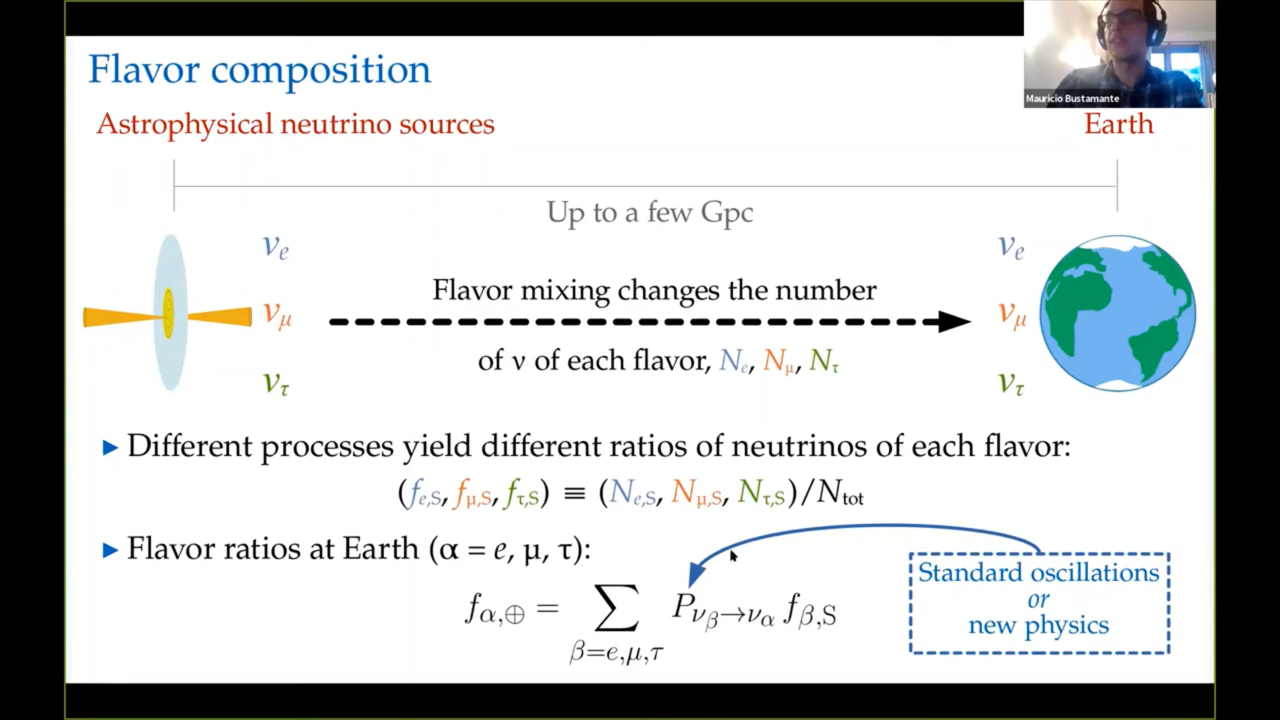 Flavor composition
Mauricio Bustamante
Astrophysical neutrino sources
Earth
Up to a few Gpc
νe
νμ
ντ
Flavor mixing changes the number
of ν of each flavor, Ne, Nμ, Nτ
νe
νμ
ντ
► Different processes yield different ratios of neutrinos of each flavor:
(fe,S, fμ,S, fτ,S) ≡ (Ne,S, Nμ,S, Nτ,S)/Ntot
► Flavor ratios at Earth (α = e, μ, τ):
fα,⊕ = ∑β=e,μ,τ Pνβ→να fβ,S
Standard oscillations
or
new physics